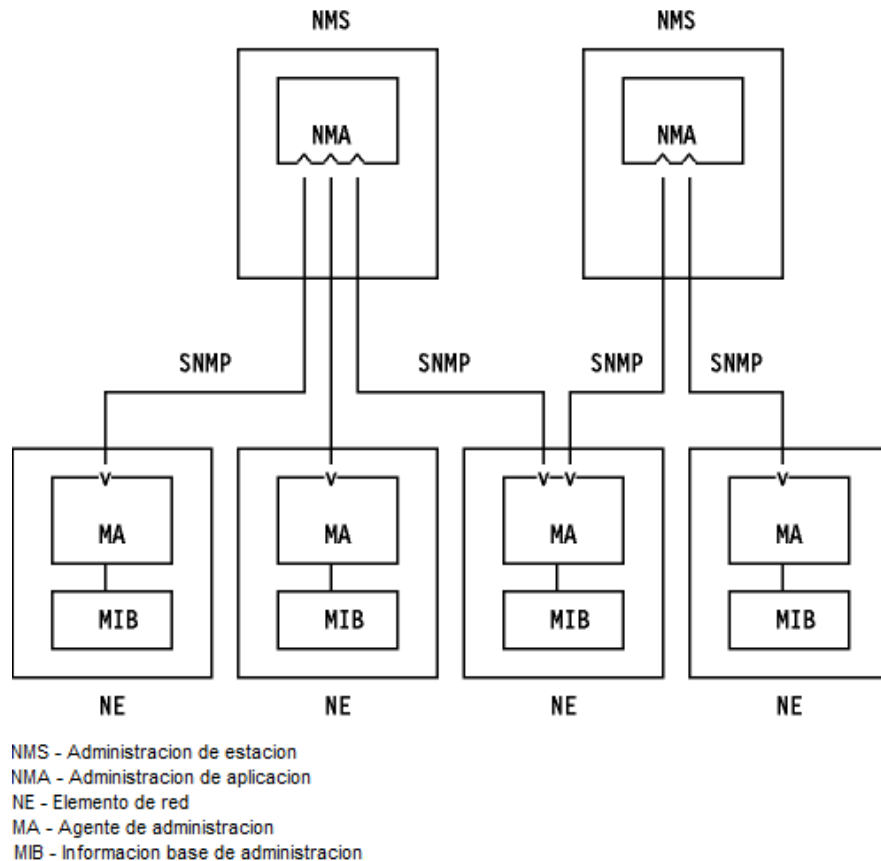 NMS NMS
NMA NMA
SNMP SNMP SNMP SNMP
MA MA MA MA
MIB MIB MIB MIB
NE NE NE NE
NMS - Administracion de estacion
NMA - Administracion de aplicacion
NE - Elemento de red
MA - Agente de administracion
MIB - Informacion base de administracion